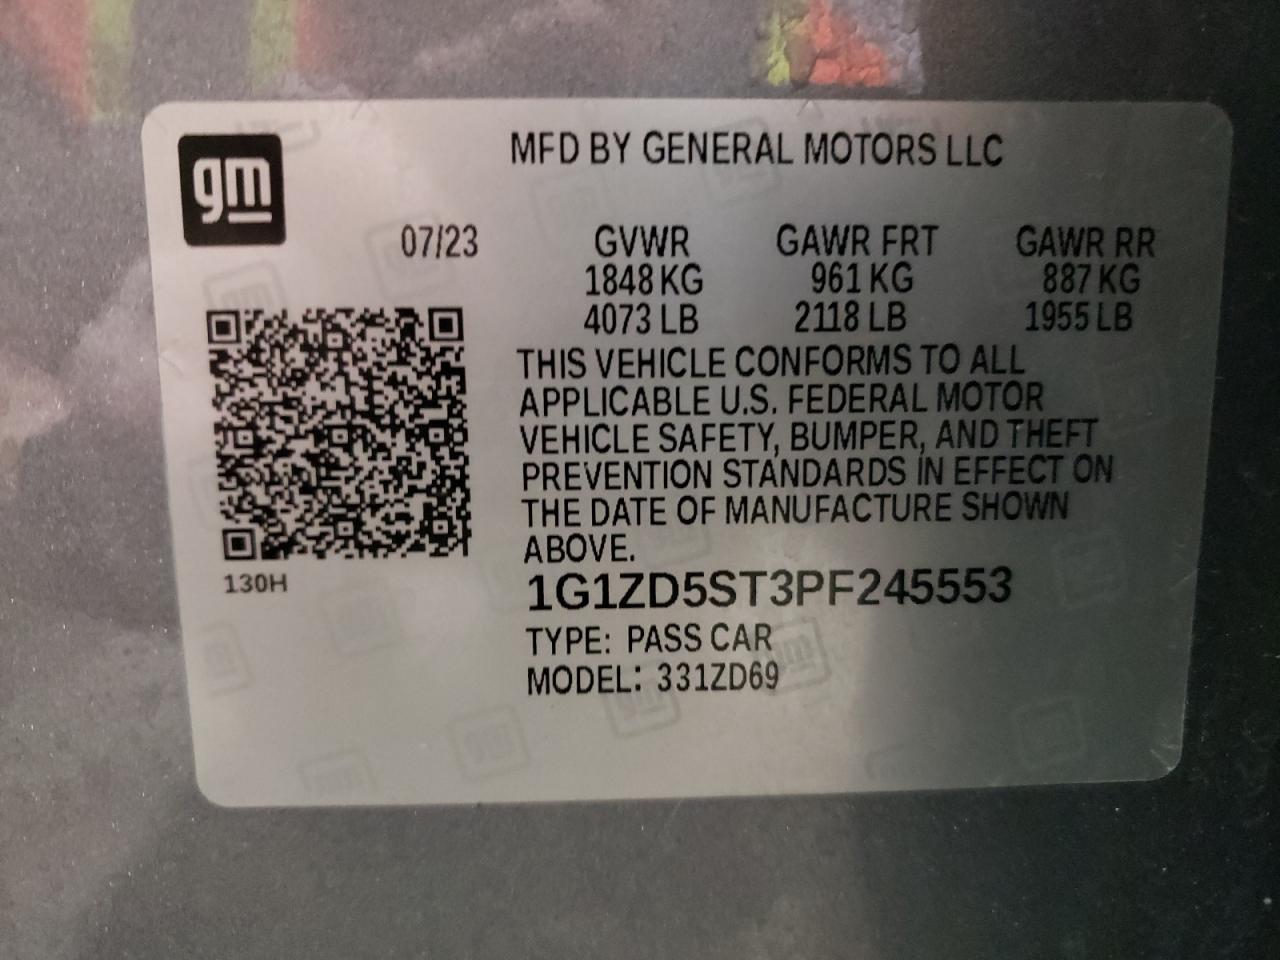 gm
MFD BY GENERAL MOTORS LLC
07/23 GVWR GAWR FRT GAWR RR
1848 KG 961 KG 887 KG
4073 LB 2118 LB 1955 LB
THIS VEHICLE CONFORMS TO ALL
APPLICABLE U.S. FEDERAL MOTOR
VEHICLE SAFETY, BUMPER, AND THEFT
PREVENTION STANDARDS IN EFFECT ON
THE DATE OF MANUFACTURE SHOWN
ABOVE.
130H
1G1ZD5ST3PF245553
TYPE: PASS CAR
MODEL: 331ZD69